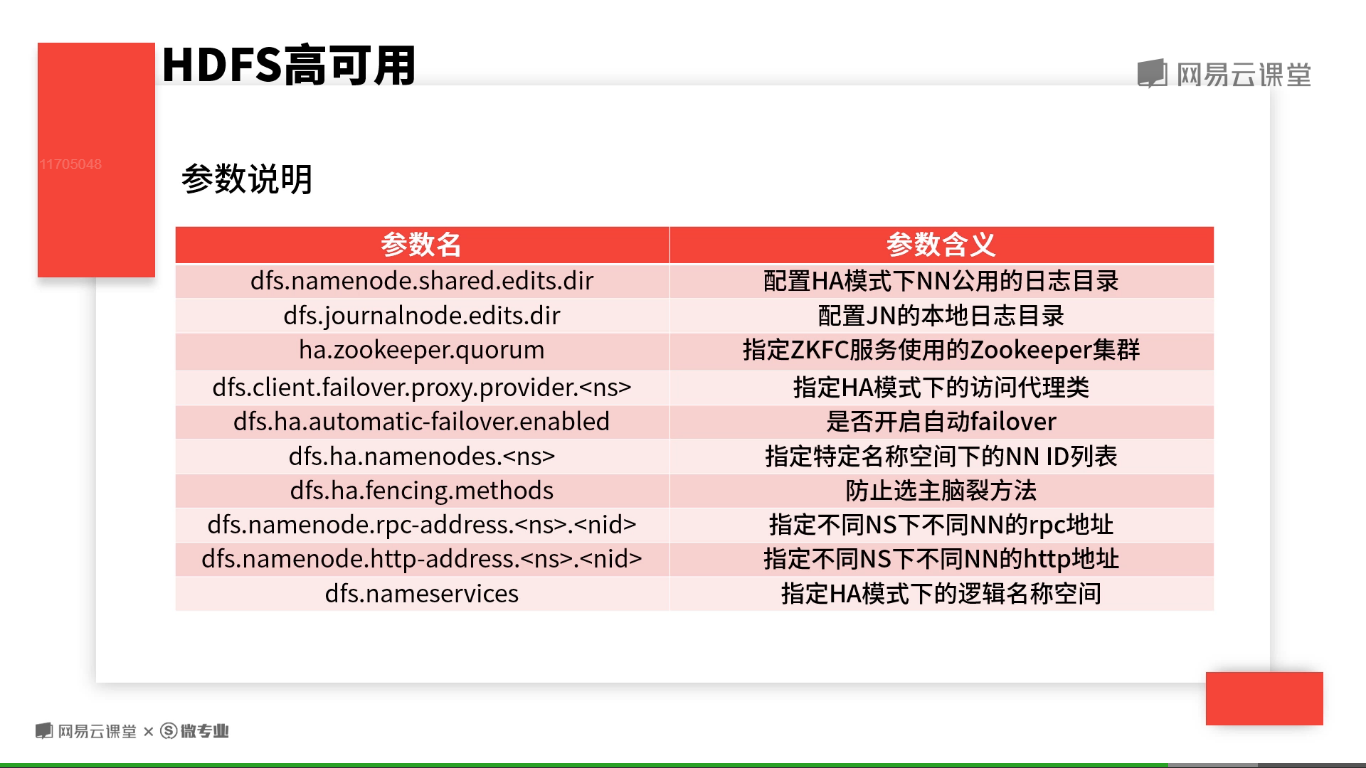 HDFS高可用
网易云课堂
11705048
参数说明
参数名 参数含义
dfs.namenode.shared.edits.dir 配置HA模式下NN公用的日志目录
dfs.journalnode.edits.dir 配置JN的本地日志目录
ha.zookeeper.quorum 指定ZKFC服务使用的Zookeeper集群
dfs.client.failover.proxy.provider.<ns> 指定HA模式下的访问代理类
dfs.ha.automatic-failover.enabled 是否开启自动failover
dfs.ha.namenodes.<ns> 指定特定名称空间下的NN ID列表
dfs.ha.fencing.methods 防止选主脑裂方法
dfs.namenode.rpc-address.<ns>.<nid> 指定不同NS下不同NN的rpc地址
dfs.namenode.http-address.<ns>.<nid> 指定不同NS下不同NN的http地址
dfs.nameservices 指定HA模式下的逻辑名称空间
网易云课堂 × S 微专业